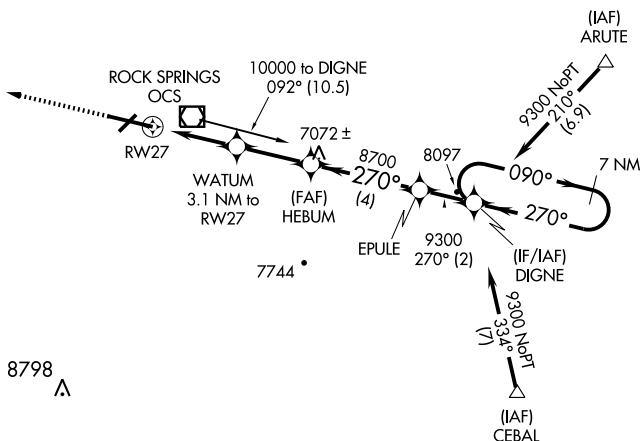 (IAF)
ARUTE
10000 to DIGNE
092° (10.5)
ROCK SPRINGS
OCS
9300 NoPT
210°
(6.9)
7072 ±
RW27
8700
270°
(4)
8097
090°
7 NM
270°
WATUM
3.1 NM to
RW27
(FAF)
HEBUM
EPULE
9300
270° (2)
(IF/IAF)
DIGNE
7744
9300 NoPT
334°
(7)
8798
(IAF)
CEBAL